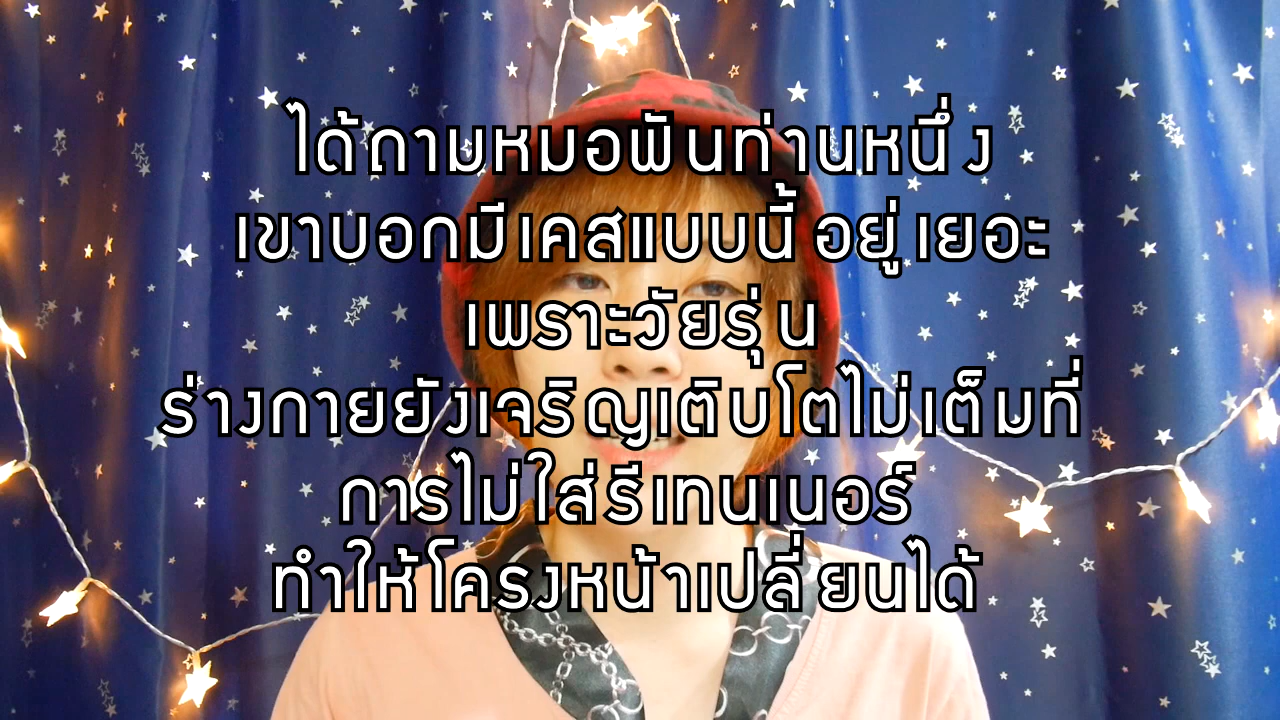 ได้ถามหมอฟันท่านหนึ่ง
เขาบอกมีเคสแบบนี้ อยู่เยอะ
เพราะวัยรุ่น
ร่างกายยังเจริญเติบโตไม่เต็มที่
การไม่ใส่รีเทนเนอร์
ทำให้โครงหน้าเปลี่ยนได้